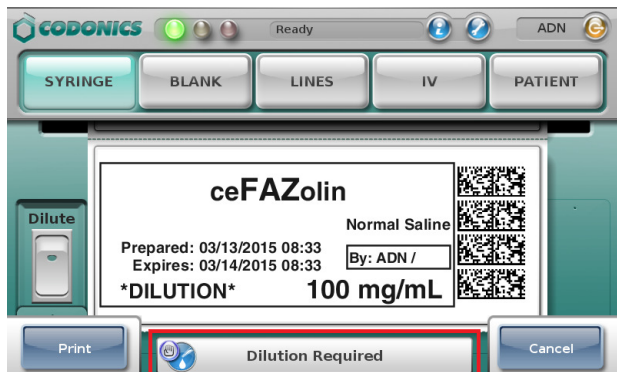 CODONICS Ready ADN
SYRINGE BLANK LINES IV PATIENT
ceFAZolin
Dilute
Normal Saline
Prepared: 03/13/2015 08:33
By: ADN /
Expires: 03/14/2015 08:33
*DILUTION* 100 mg/mL
Print Dilution Required Cancel